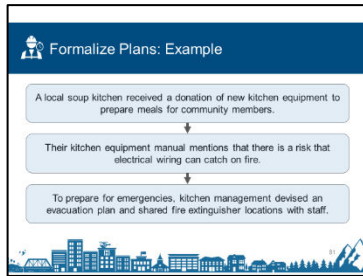 Formalize Plans: Example
A local soup kitchen received a donation of new kitchen equipment to
prepare meals for community members.
Their kitchen equipment manual mentions that there is a risk that
electrical wiring can catch on fire.
To prepare for emergencies, kitchen management devised an
evacuation plan and shared fire extinguisher locations with staff.